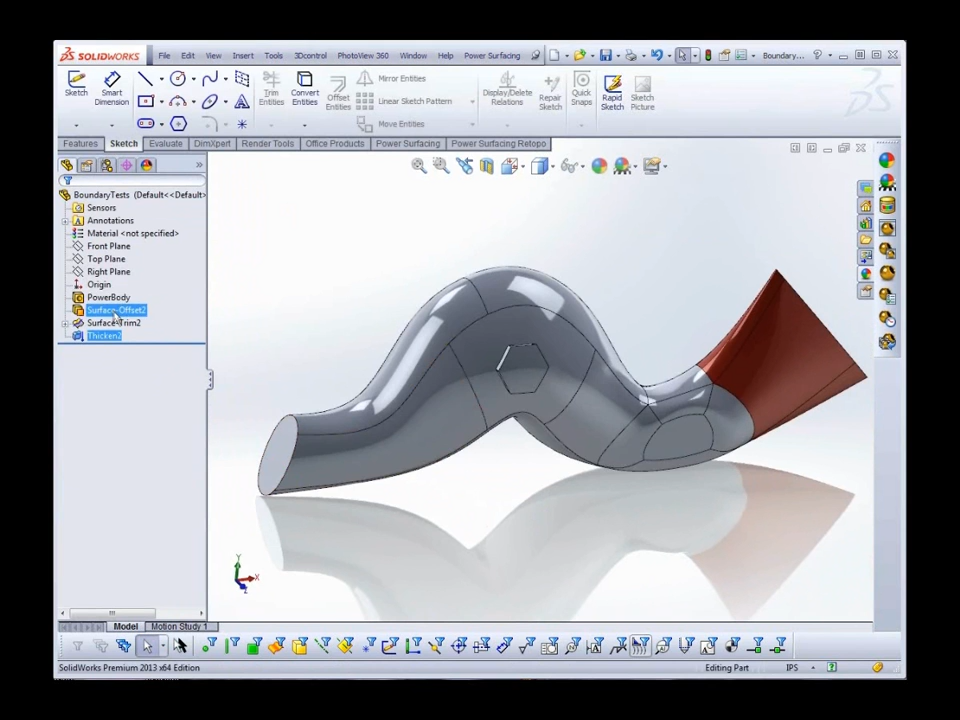 SOLIDWORKS File Edit View Insert Tools 3Dcontrol PhotoView 360 Window Help Power Surfacing Boundary...
Sketch Smart Dimension Trim Entities Convert Entities Offset Entities Mirror Entities Linear Sketch Pattern Move Entities Display/Delete Relations Repair Sketch Quick Snaps Rapid Sketch Sketch Picture
Features Sketch Evaluate DimXpert Render Tools Office Products Power Surfacing Power Surfacing Retopo
BoundaryTests (Default<<Default>
Sensors
Annotations
Material <not specified>
Front Plane
Top Plane
Right Plane
Origin
PowerBody
Surface-Offset2
Surface-Trim2
Thicken2
Y
X
Z
Model Motion Study 1
SolidWorks Premium 2013 x64 Edition Editing Part IPS